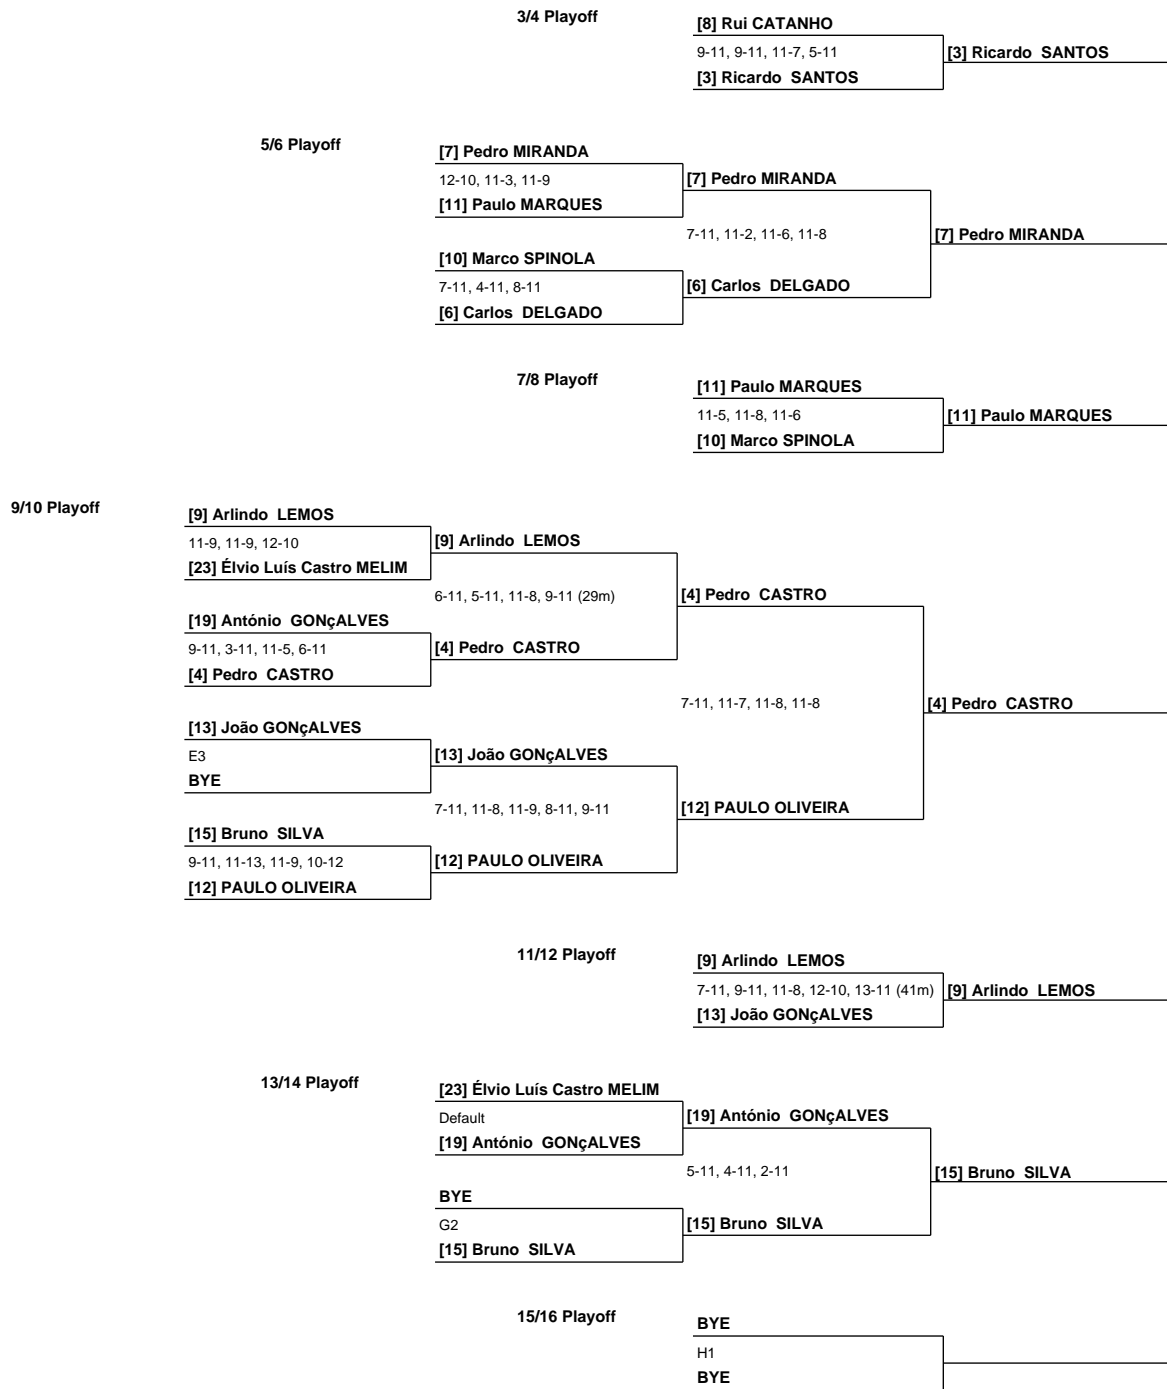 3/4 Playoff
[8] Rui CATANHO
9-11, 9-11, 11-7, 5-11
[3] Ricardo SANTOS
[3] Ricardo SANTOS
5/6 Playoff
[7] Pedro MIRANDA
12-10, 11-3, 11-9
[7] Pedro MIRANDA
[11] Paulo MARQUES
7-11, 11-2, 11-6, 11-8
[7] Pedro MIRANDA
[10] Marco SPINOLA
7-11, 4-11, 8-11
[6] Carlos DELGADO
[6] Carlos DELGADO
7/8 Playoff
[11] Paulo MARQUES
11-5, 11-8, 11-6
[11] Paulo MARQUES
[10] Marco SPINOLA
9/10 Playoff
[9] Arlindo LEMOS
11-9, 11-9, 12-10
[9] Arlindo LEMOS
[23] Élvio Luís Castro MELIM
6-11, 5-11, 11-8, 9-11 (29m)
[4] Pedro CASTRO
[19] António GONçALVES
9-11, 3-11, 11-5, 6-11
[4] Pedro CASTRO
[4] Pedro CASTRO
7-11, 11-7, 11-8, 11-8
[4] Pedro CASTRO
[13] João GONçALVES
E3
[13] João GONçALVES
BYE
7-11, 11-8, 11-9, 8-11, 9-11
[12] PAULO OLIVEIRA
[15] Bruno SILVA
9-11, 11-13, 11-9, 10-12
[12] PAULO OLIVEIRA
[12] PAULO OLIVEIRA
11/12 Playoff
[9] Arlindo LEMOS
7-11, 9-11, 11-8, 12-10, 13-11 (41m)
[9] Arlindo LEMOS
[13] João GONçALVES
13/14 Playoff
[23] Élvio Luís Castro MELIM
Default
[19] António GONçALVES
[19] António GONçALVES
5-11, 4-11, 2-11
[15] Bruno SILVA
BYE
G2
[15] Bruno SILVA
[15] Bruno SILVA
15/16 Playoff
BYE
H1
BYE